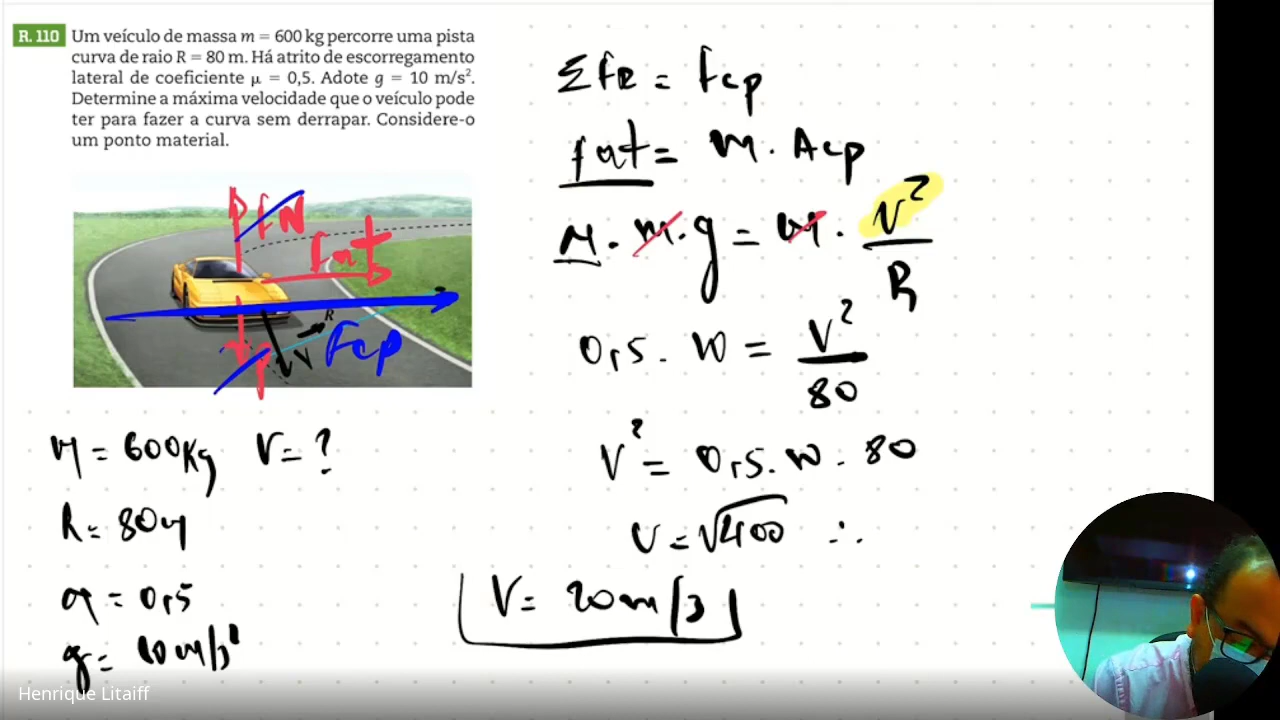 R. 110 Um veículo de massa m = 600 kg percorre uma pista
curva de raio R = 80 m. Há atrito de escorregamento
lateral de coeficiente μ = 0,5. Adote g = 10 m/s².
Determine a máxima velocidade que o veículo pode
ter para fazer a curva sem derrapar. Considere-o
um ponto material.
FN
Fat
R
V
Fcp
P
M = 600Kg V = ?
R = 80m
μ = 0,5
g = 10 m/s²
ΣFR = Fcp
Fat = m . Acp
μ . m . g = m . V²/R
0,5 . 10 = V²/80
V² = 0,5 . 10 . 80
V = √400 ∴
V = 20 m/s
Henrique Litaiff